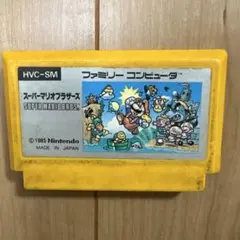 HVC-SM
ファミリー コンピュータ
スーパーマリオブラザーズ
SUPER MARIO BROS.
©1985 Nintendo
MADE IN JAPAN